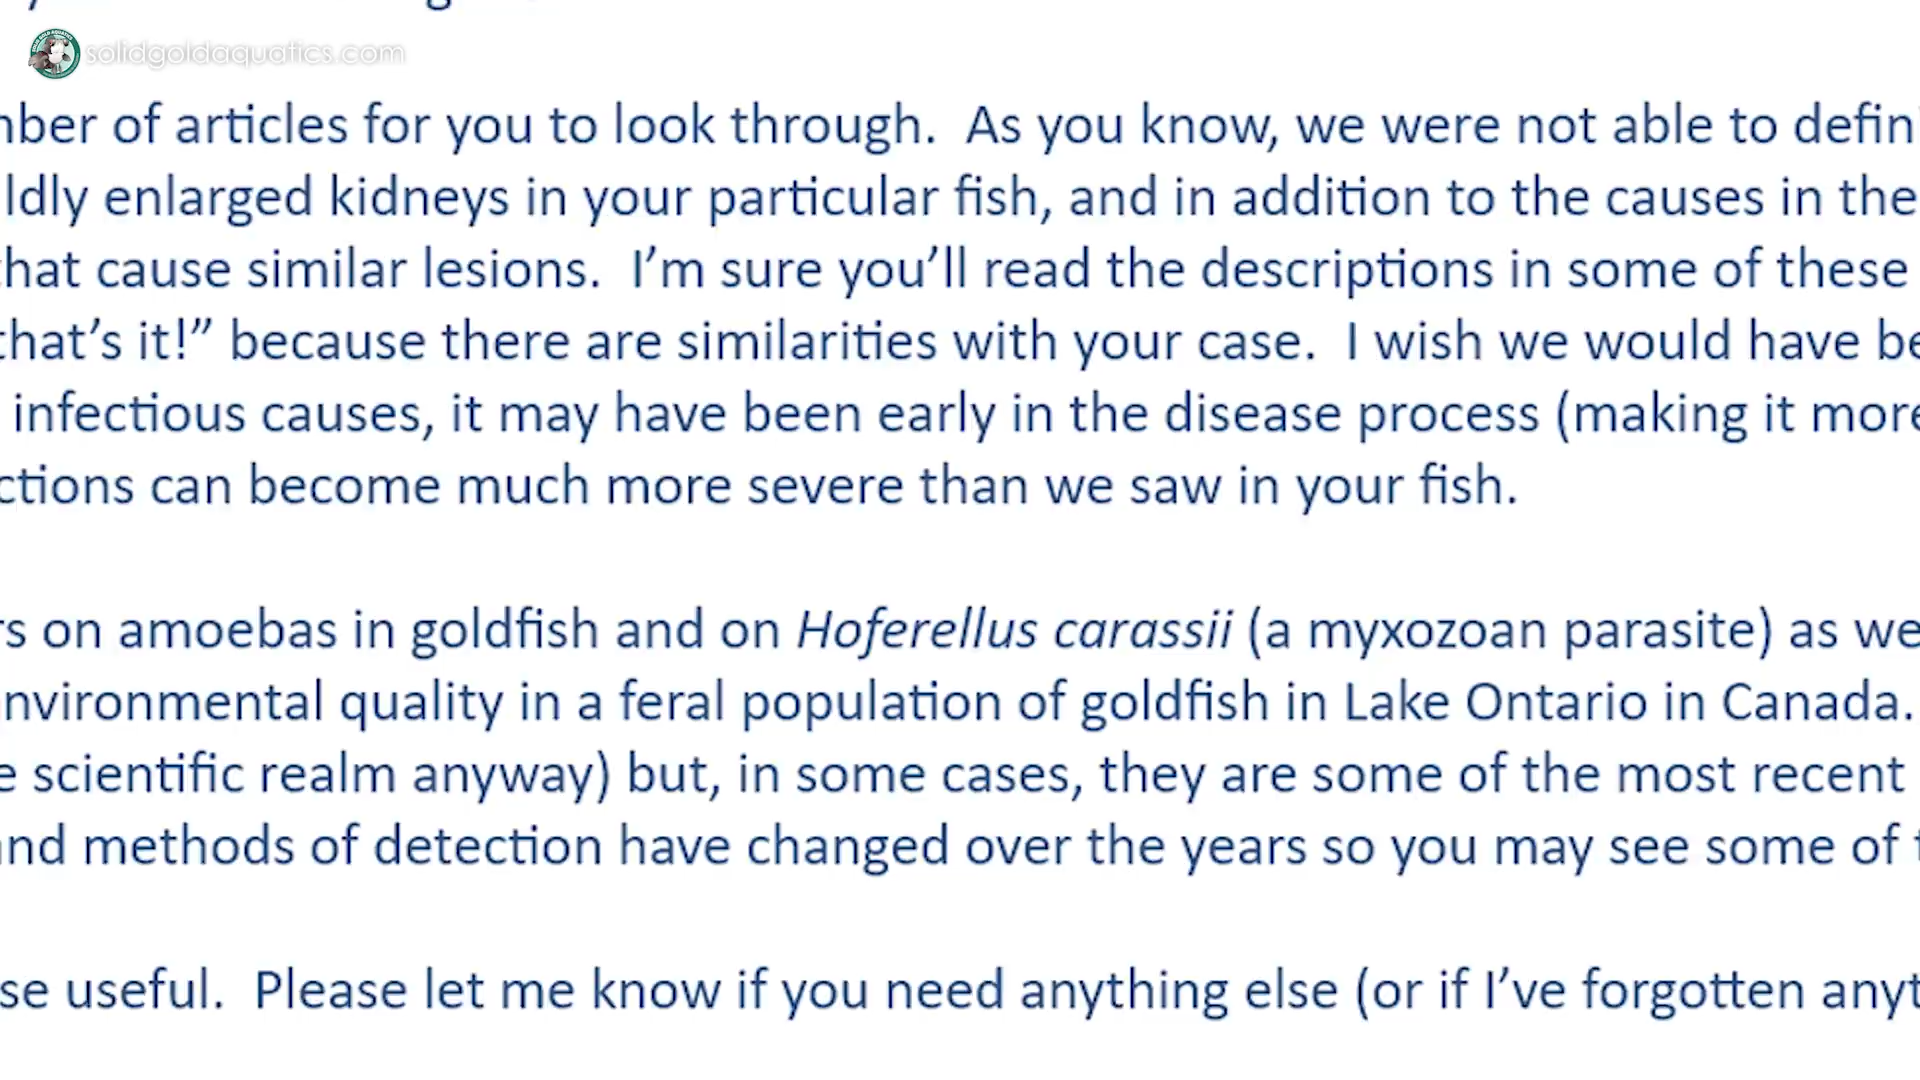 solidgoldaquatics.com
nber of articles for you to look through.  As you know, we were not able to defin
ldly enlarged kidneys in your particular fish, and in addition to the causes in the
that cause similar lesions.  I’m sure you’ll read the descriptions in some of these
that’s it!” because there are similarities with your case.  I wish we would have be
infectious causes, it may have been early in the disease process (making it more
ctions can become much more severe than we saw in your fish.
rs on amoebas in goldfish and on Hoferellus carassii (a myxozoan parasite) as we
nvironmental quality in a feral population of goldfish in Lake Ontario in Canada.
e scientific realm anyway) but, in some cases, they are some of the most recent
and methods of detection have changed over the years so you may see some of
se useful.  Please let me know if you need anything else (or if I’ve forgotten anyt